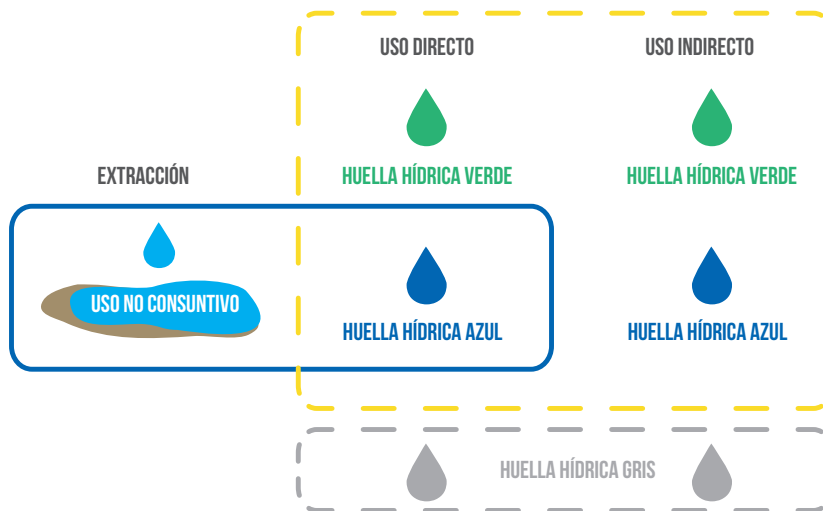 USO DIRECTO
USO INDIRECTO
EXTRACCIÓN
HUELLA HÍDRICA VERDE
HUELLA HÍDRICA VERDE
USO NO CONSUNTIVO
HUELLA HÍDRICA AZUL
HUELLA HÍDRICA AZUL
HUELLA HÍDRICA GRIS